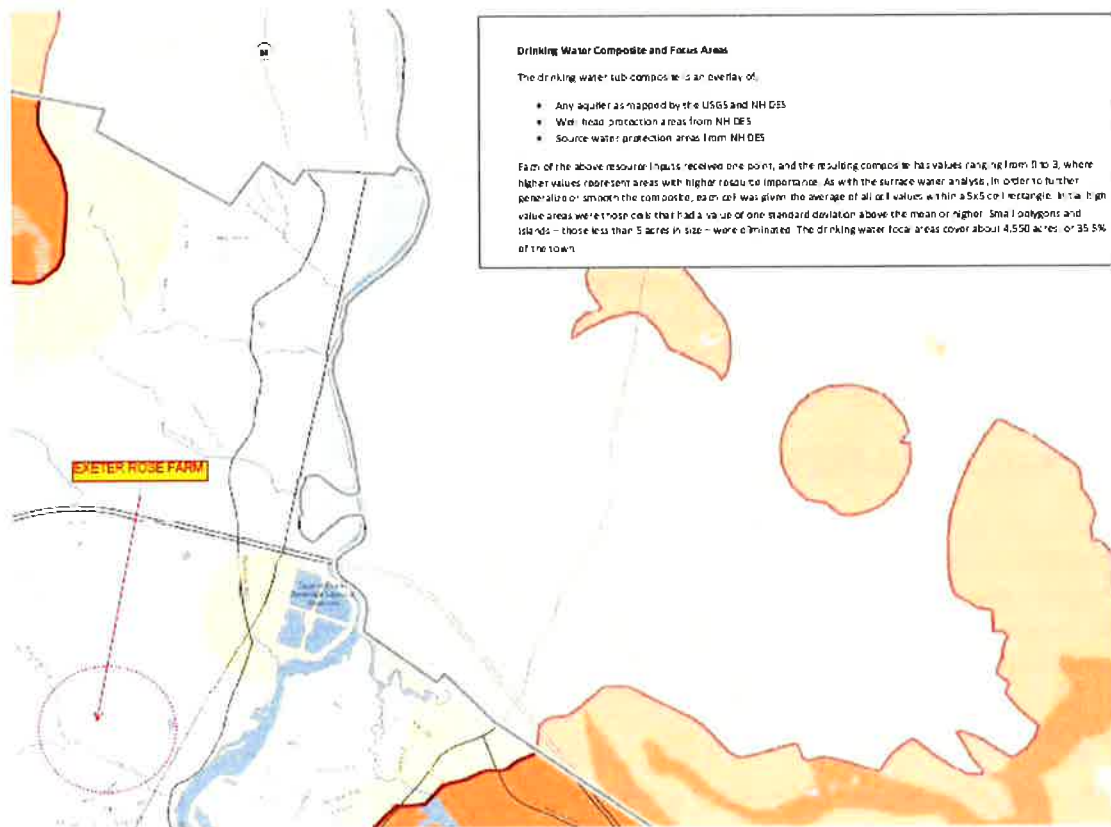 Drinking Water Composite and Focus Areas
The drinking water sub composite is an overlay of,
• Any aquifer as mapped by the USGS and NH DES
• Well head protection areas from NH DES
• Source water protection areas from NH DES
Each of the above resource inputs received one point, and the resulting composite has values ranging from 0 to 3, where
higher values represent areas with higher resource importance. As with the surface water analysis, in order to further
generalize or smooth the composite, each cell was given the average of all cell values within a 5x5 cell rectangle. Initial high
value areas were those cells that had a value of one standard deviation above the mean or higher. Small polygons and
islands – those less than 5 acres in size – were eliminated. The drinking water focal areas cover about 4,550 acres, or 35.5%
of the town
EXETER ROSE FARM